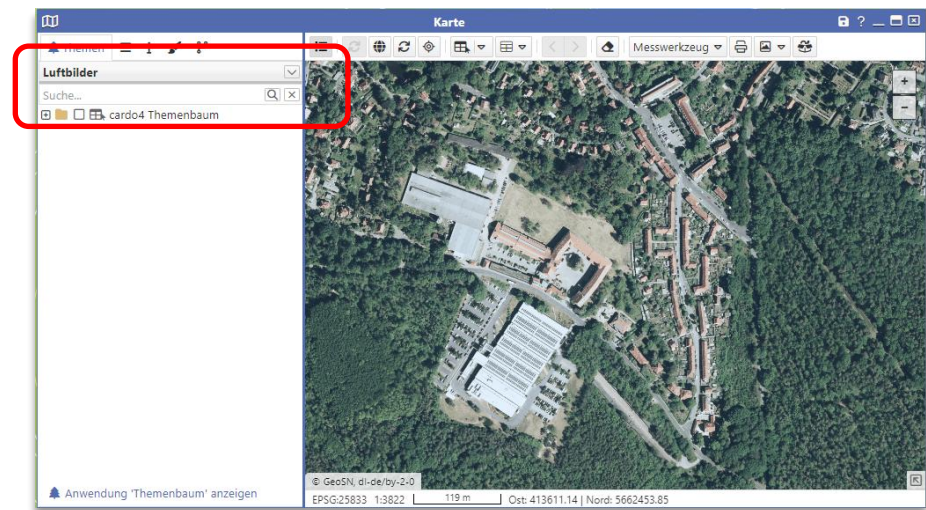 Karte
Themen
Messwerkzeug
Luftbilder
Suche...
cardo4 Themenbaum
Anwendung 'Themenbaum' anzeigen
© GeoSN, dl-de/by-2-0
EPSG:25833 1:3822 119 m Ost: 413611.14 | Nord: 5662453.85